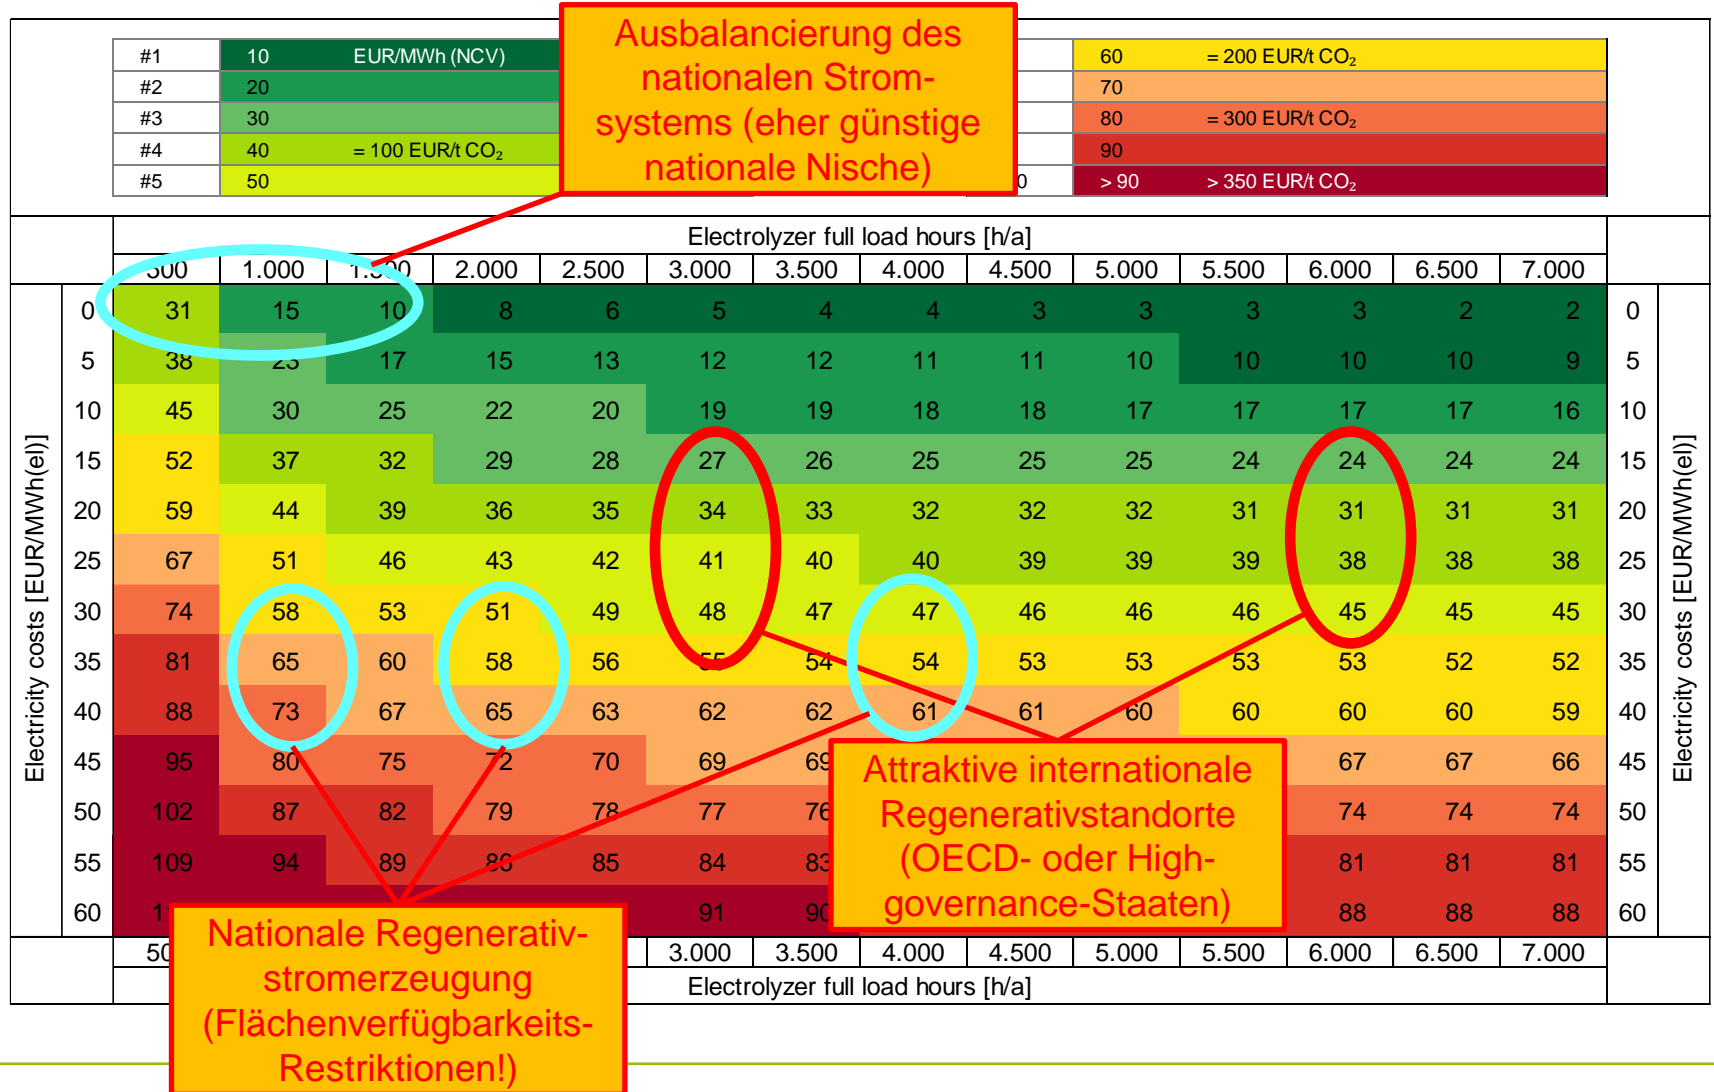 #1 10 EUR/MWh (NCV) 60 = 200 EUR/t CO₂
#2 20 70
#3 30 80 = 300 EUR/t CO₂
#4 40 = 100 EUR/t CO₂ 90
#5 50 0 > 90 > 350 EUR/t CO₂
Ausbalancierung des
nationalen Strom-
systems (eher günstige
nationale Nische)
Electrolyzer full load hours [h/a]
500 1.000 1.500 2.000 2.500 3.000 3.500 4.000 4.500 5.000 5.500 6.000 6.500 7.000
Electricity costs [EUR/MWh(el)]
0 31 15 10 8 6 5 4 4 3 3 3 3 2 2 0
5 38 23 17 15 13 12 12 11 11 10 10 10 10 9 5
10 45 30 25 22 20 19 19 18 18 17 17 17 17 16 10
15 52 37 32 29 28 27 26 25 25 25 24 24 24 24 15
20 59 44 39 36 35 34 33 32 32 32 31 31 31 31 20
25 67 51 46 43 42 41 40 40 39 39 39 38 38 38 25
30 74 58 53 51 49 48 47 47 46 46 46 45 45 45 30
35 81 65 60 58 56 55 54 54 53 53 53 53 52 52 35
40 88 73 67 65 63 62 62 61 61 60 60 60 60 59 40
45 95 80 75 72 70 69 69 67 67 66 45
50 102 87 82 79 78 77 76 74 74 74 50
55 109 94 89 86 85 84 83 81 81 81 55
60 1 91 90 88 88 88 60
Electricity costs [EUR/MWh(el)]
Attraktive internationale
Regenerativstandorte
(OECD- oder High-
governance-Staaten)
Nationale Regenerativ-
stromerzeugung
(Flächenverfügbarkeits-
Restriktionen!)
50 3.000 3.500 4.000 4.500 5.000 5.500 6.000 6.500 7.000
Electrolyzer full load hours [h/a]